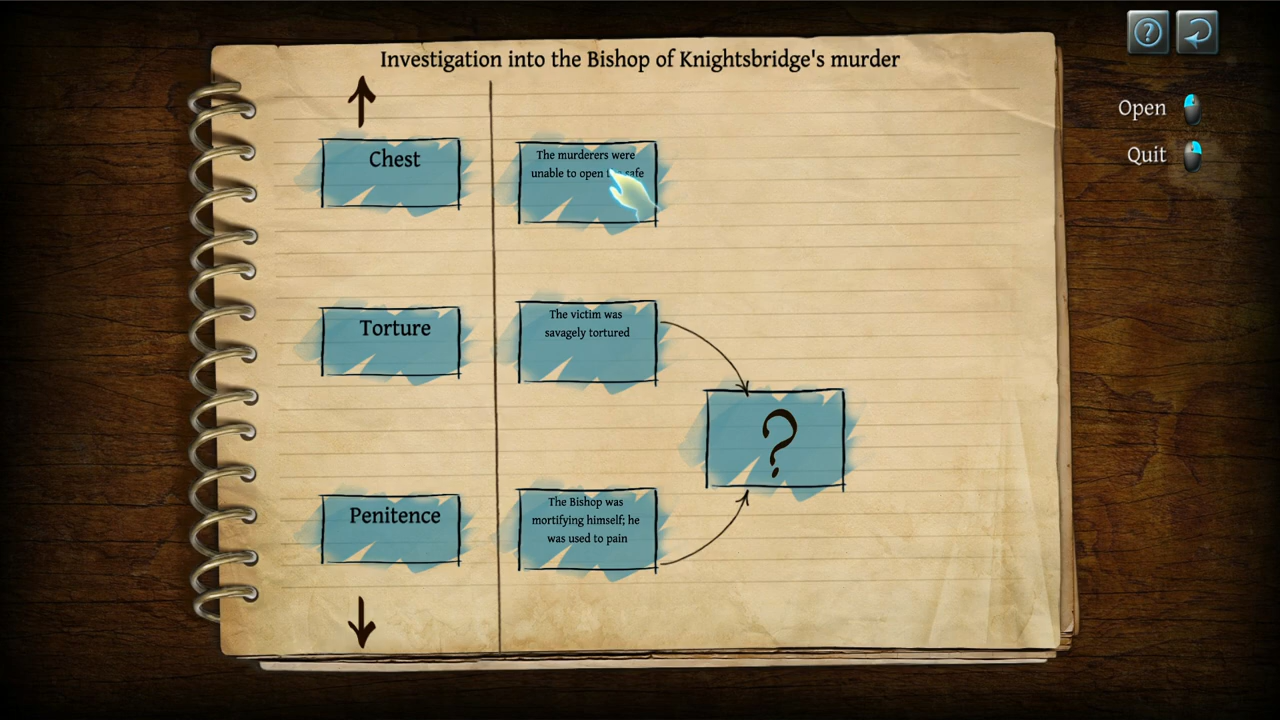 Investigation into the Bishop of Knightsbridge's murder
Open
Quit
Chest
The murderers were
unable to open the safe
Torture
The victim was
savagely tortured
?
Penitence
The Bishop was
mortifying himself; he
was used to pain
?